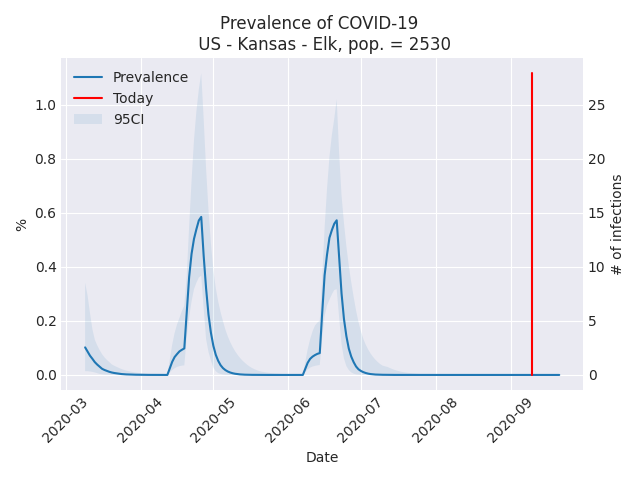 Prevalence of COVID-19
US - Kansas - Elk, pop. = 2530
Prevalence
Today
95CI
1.0
0.8
0.6
0.4
0.2
0.0
%
25
20
15
10
5
0
# of infections
2020-03
2020-04
2020-05
2020-06
2020-07
2020-08
2020-09
Date